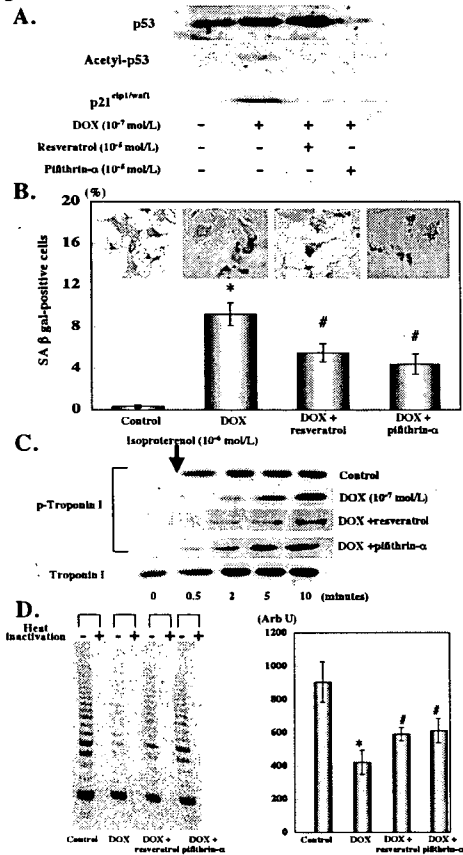 A.
p53
Acetyl-p53
p21cip1/waf1
DOX (10-7 mol/L) - + + +
Resveratrol (10-5 mol/L) - - + -
Pifithrin-α (10-5 mol/L) - - - +
B.
(%)
20
16
12
8
4
0
SA β gal-positive cells
*
#
#
Control
DOX
DOX +
resveratrol
DOX +
pifithrin-α
C.
Isoproterenol (10-6 mol/L)
p-Troponin I
Control
DOX (10-7 mol/L)
DOX +resveratrol
DOX +pifithrin-α
Troponin I
0 0.5 2 5 10 (minutes)
D.
Heat
inactivation
- + - + - + - +
Control DOX DOX + DOX +
resveratrol pifithrin-α
(Arb U)
1200
1000
800
600
400
200
0
*
#
#
Control DOX DOX + DOX +
resveratrol pifithrin-α